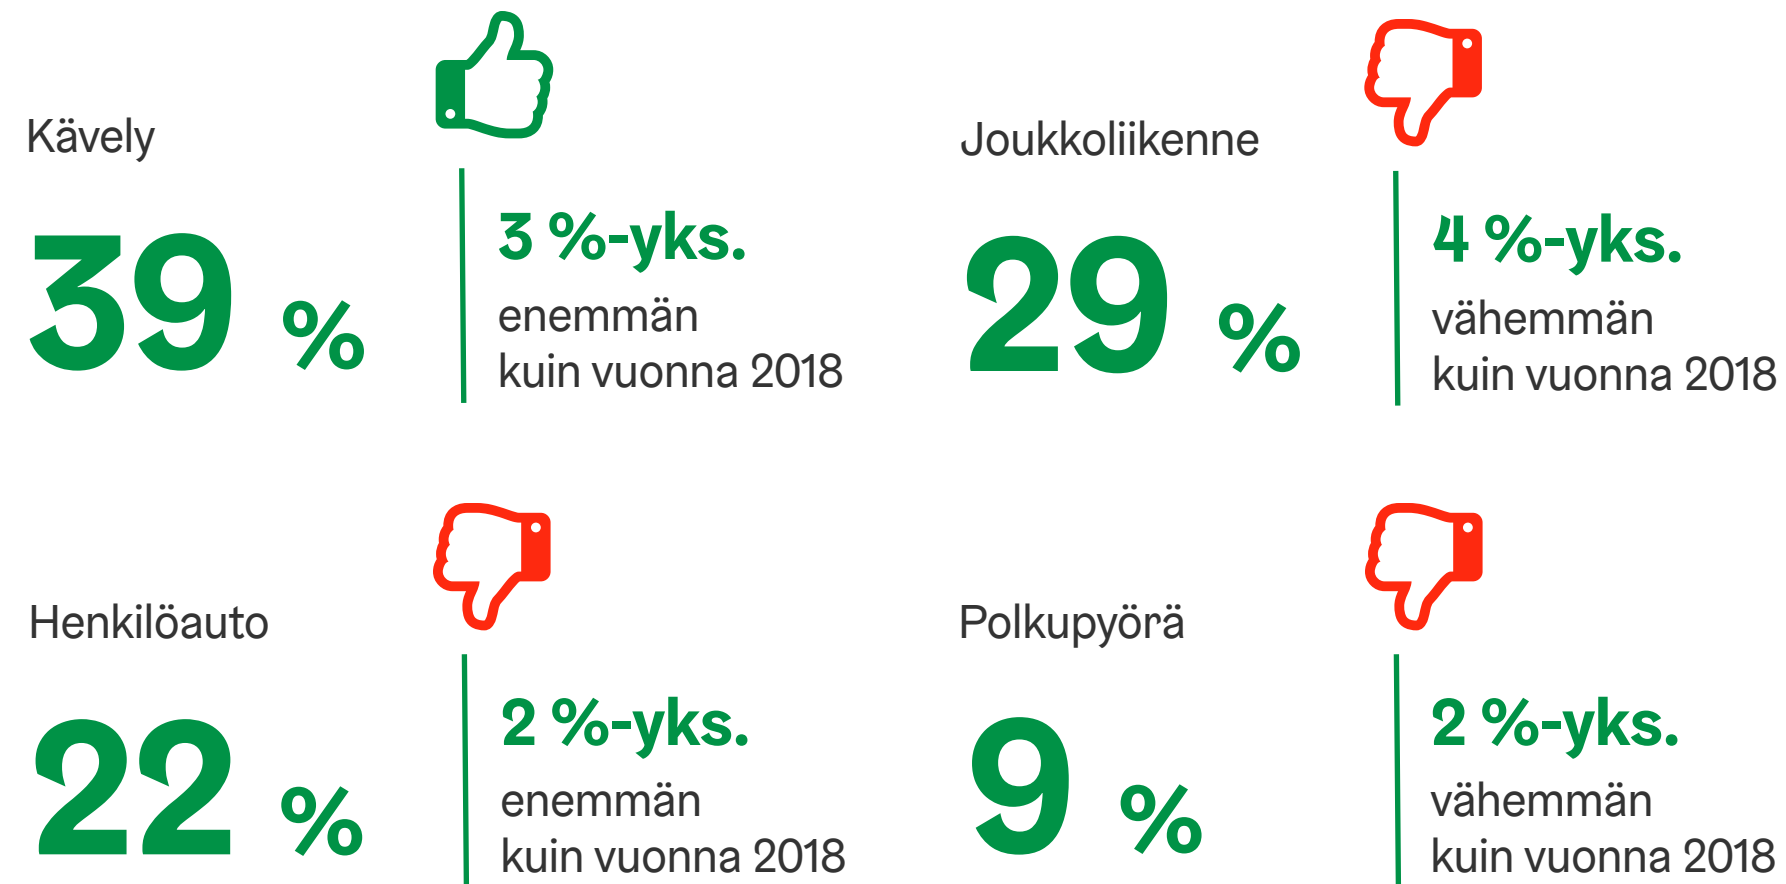 Kävely
39 %
3 %-yks.
enemmän
kuin vuonna 2018
Joukkoliikenne
29 %
4 %-yks.
vähemmän
kuin vuonna 2018
Henkilöauto
22 %
2 %-yks.
enemmän
kuin vuonna 2018
Polkupyörä
9 %
2 %-yks.
vähemmän
kuin vuonna 2018